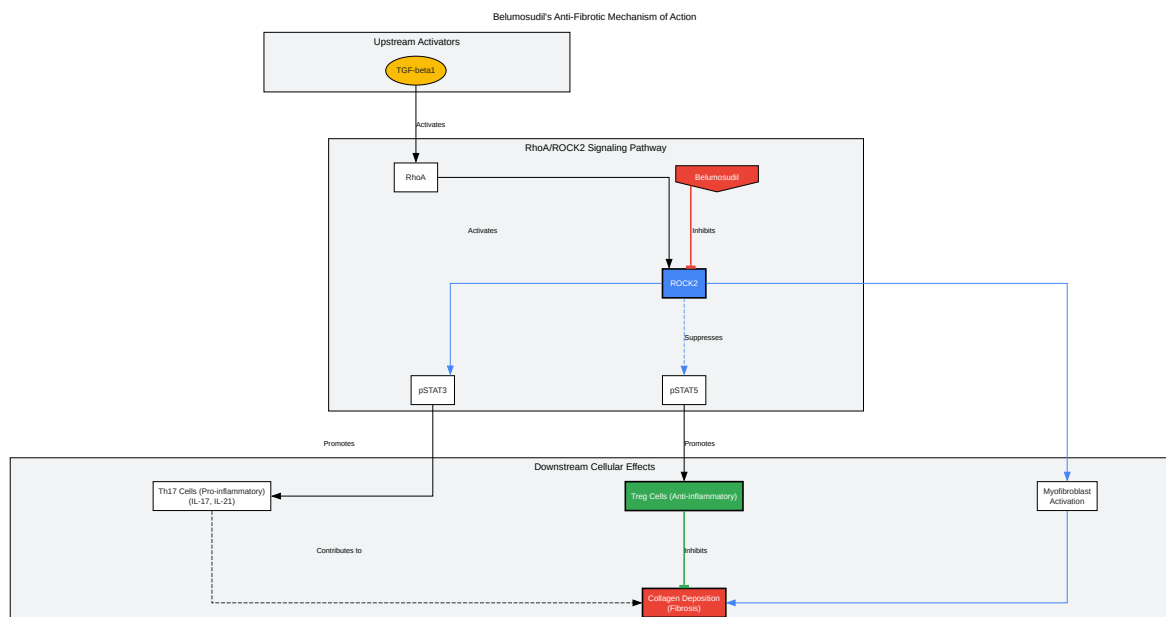 Belumosudil's Anti-Fibrotic Mechanism of Action
Upstream Activators
TGF-beta1
Activates
RhoA/ROCK2 Signaling Pathway
RhoA
Belumosudil
Activates
Inhibits
ROCK2
Suppresses
pSTAT3
pSTAT5
Promotes
Promotes
Downstream Cellular Effects
Th17 Cells (Pro-inflammatory)
(IL-17, IL-21)
Treg Cells (Anti-inflammatory)
Myofibroblast
Activation
Contributes to
Inhibits
Collagen Deposition
(Fibrosis)